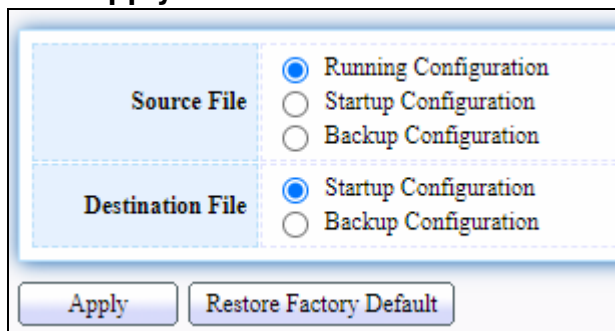 Source File
Running Configuration
Startup Configuration
Backup Configuration
Destination File
Startup Configuration
Backup Configuration
Apply
Restore Factory Default